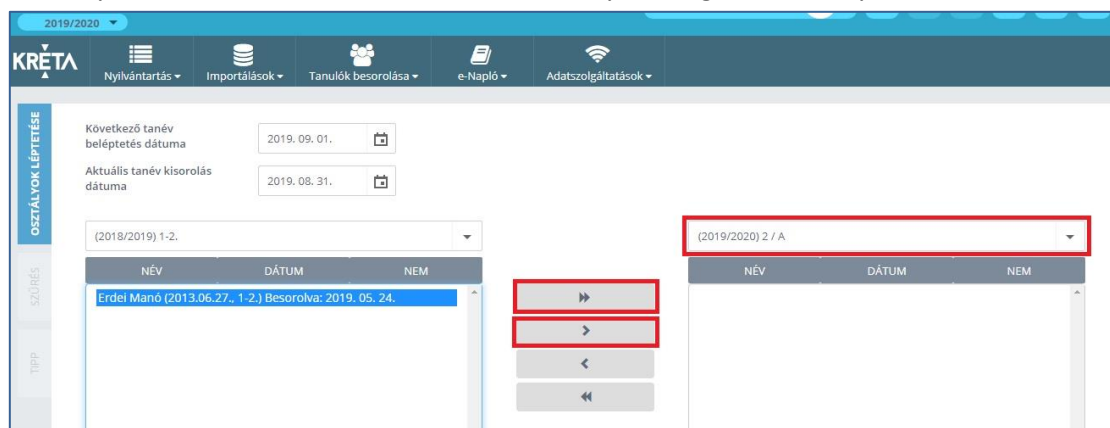 2019/2020
KRÉTA
Nyilvántartás Importálások Tanulók besorolása e-Napló Adatszolgáltatások
OSZTÁLYOK LÉPTETÉSE
SZŰRÉS
TIPP
Következő tanév
beléptetés dátuma
2019. 09. 01.
Aktuális tanév kisorolás
dátuma
2019. 08. 31.
(2018/2019) 1-2.
(2019/2020) 2 / A
NÉV DÁTUM NEM
NÉV DÁTUM NEM
Erdei Manó (2013.06.27., 1-2.) Besorolva: 2019. 05. 24.